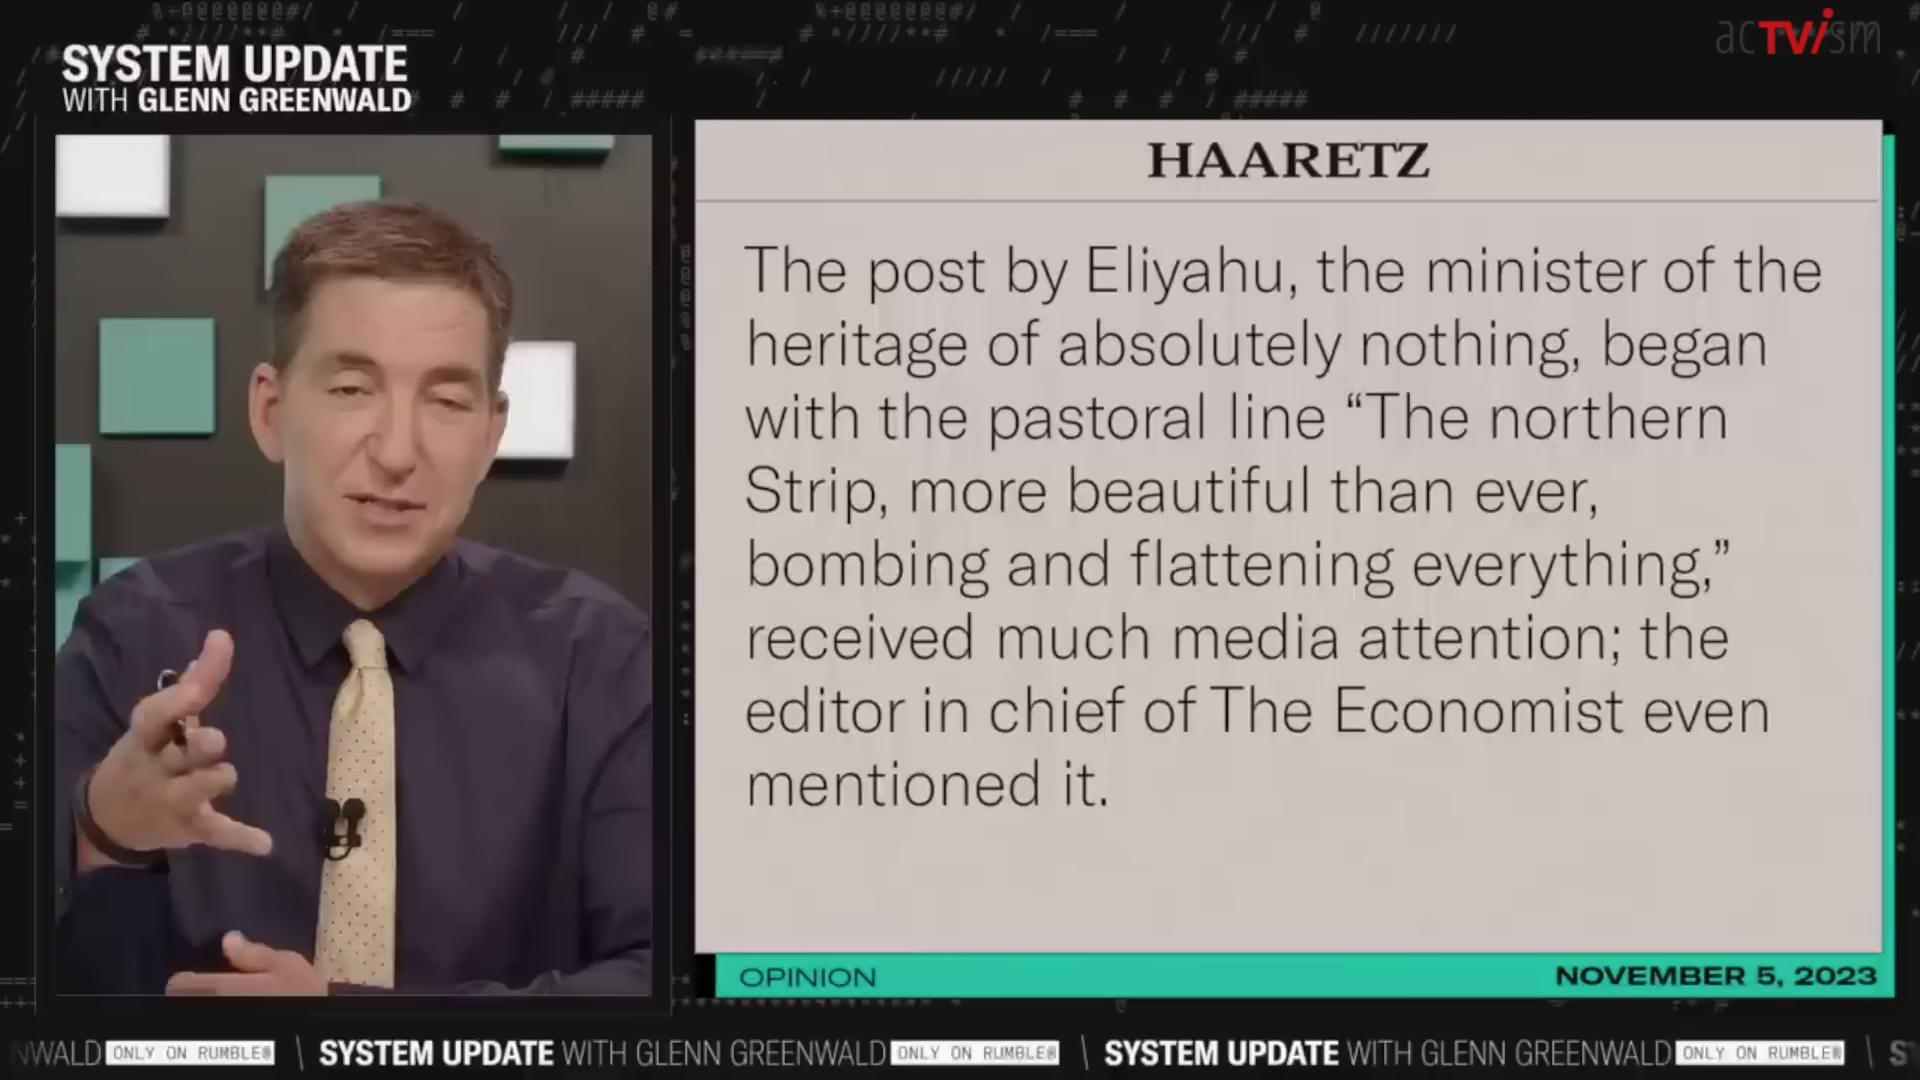 acTVism
SYSTEM UPDATE
WITH GLENN GREENWALD
HAARETZ
The post by Eliyahu, the minister of the
heritage of absolutely nothing, began
with the pastoral line “The northern
Strip, more beautiful than ever,
bombing and flattening everything,”
received much media attention; the
editor in chief of The Economist even
mentioned it.
OPINION
NOVEMBER 5, 2023
NWALD ONLY ON RUMBLE \ SYSTEM UPDATE WITH GLENN GREENWALD ONLY ON RUMBLE \ SYSTEM UPDATE WITH GLENN GREENWALD ONLY ON RUMBLE \ S